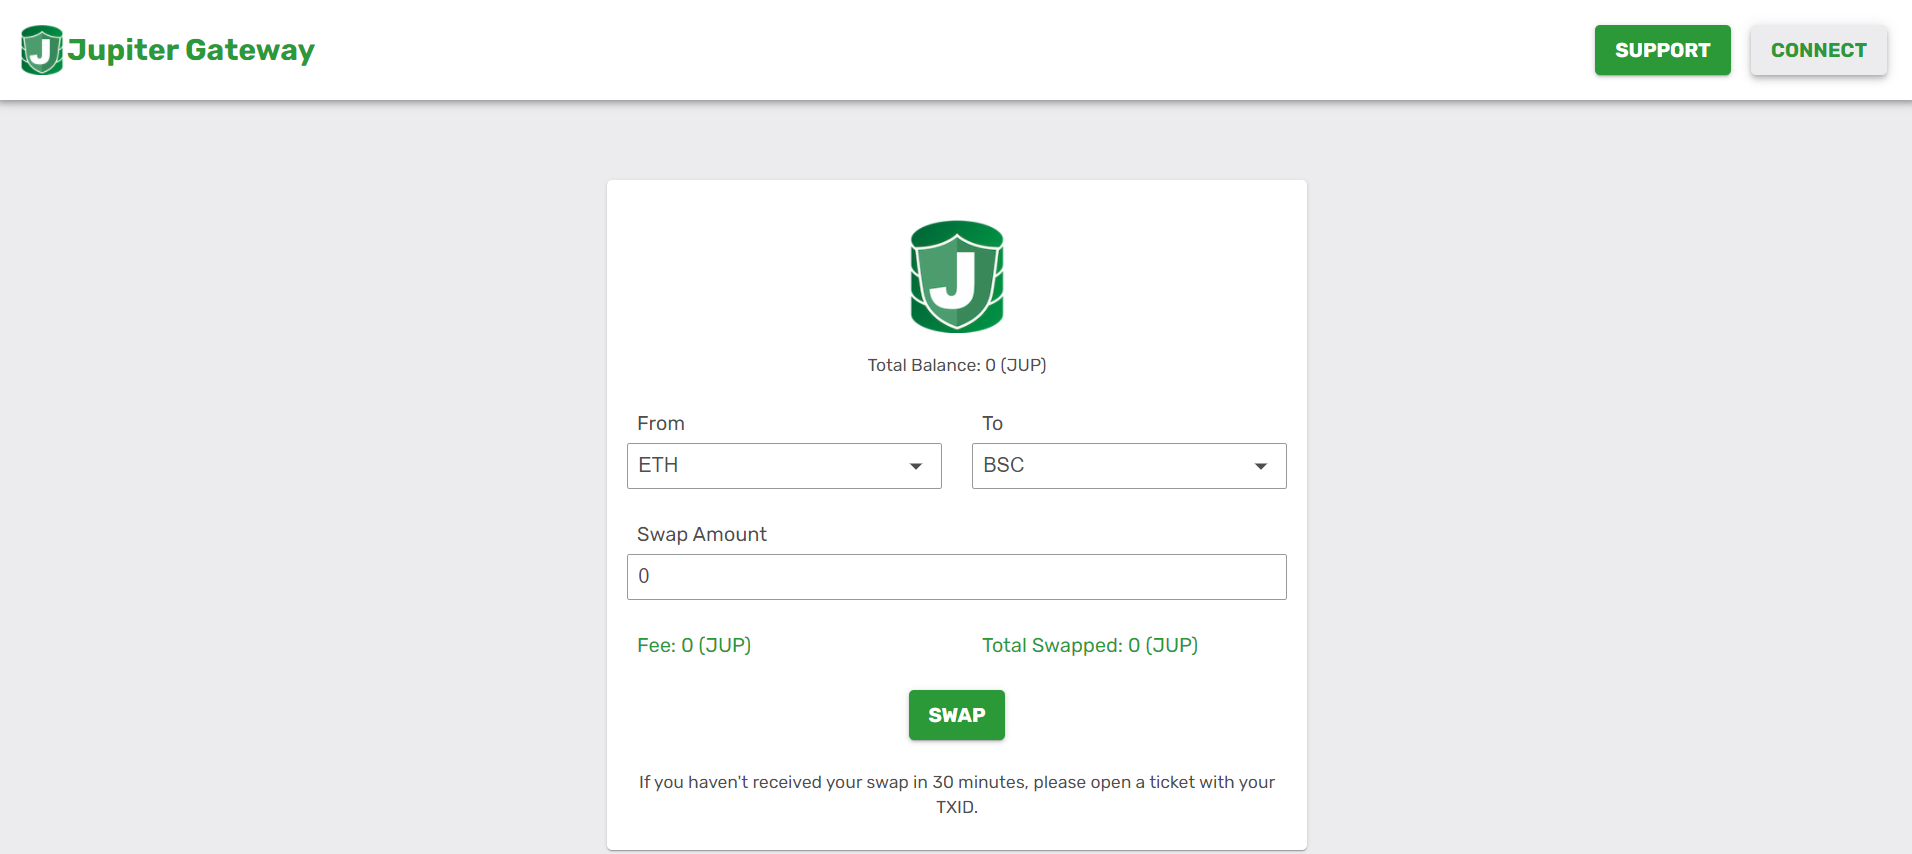 J Jupiter Gateway
SUPPORT
CONNECT
J
Total Balance: 0 (JUP)
From
To
ETH
BSC
Swap Amount
0
Fee: 0 (JUP)
Total Swapped: 0 (JUP)
SWAP
If you haven't received your swap in 30 minutes, please open a ticket with your
TXID.